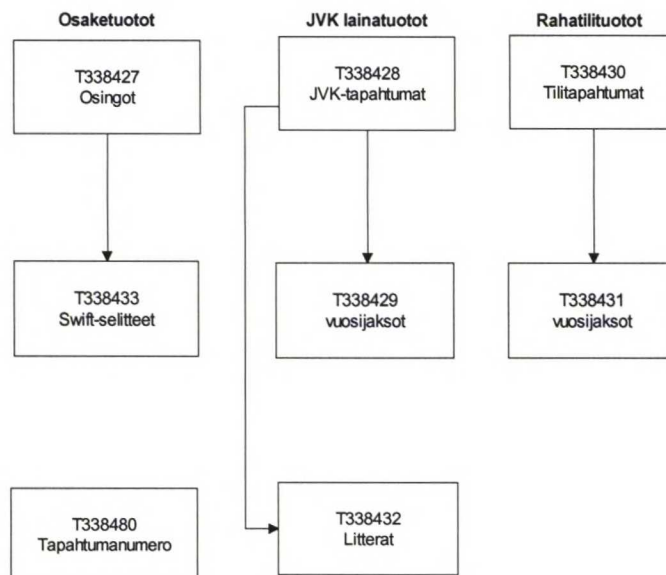 Osaketuotot
JVK lainatuotot
Rahatilituotot
T338427
Osingot
T338428
JVK-tapahtumat
T338430
Tilitapahtumat
T338433
Swift-selitteet
T338429
vuosijaksot
T338431
vuosijaksot
T338480
Tapahtumanumero
T338432
Litterat